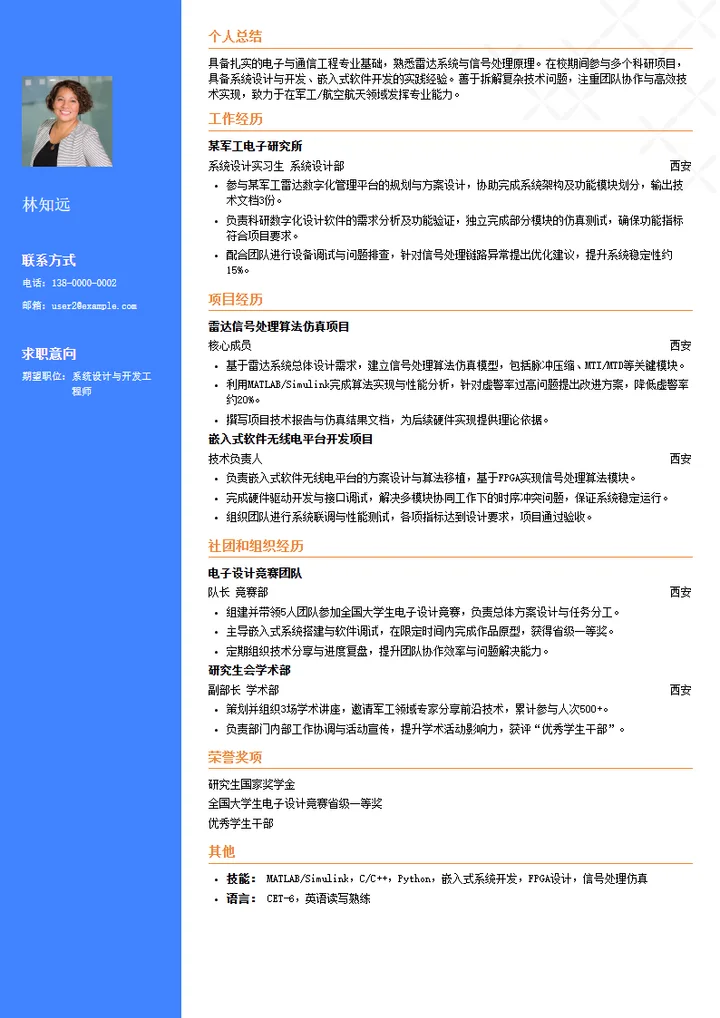 林知远
联系方式
电话：138-0000-0002
邮箱：user2@example.com
求职意向
期望职位：系统设计与开发工
程师
个人总结
具备扎实的电子与通信工程专业基础，熟悉雷达系统与信号处理原理。在校期间参与多个科研项目，
具备系统设计与开发、嵌入式软件开发的实践经验。善于拆解复杂技术问题，注重团队协作与高效技
术实现，致力于在军工/航空航天领域发挥专业能力。
工作经历
某军工电子研究所
系统设计实习生 系统设计部 西安
• 参与某军工雷达数字化管理平台的规划与方案设计，协助完成系统架构及功能模块划分，输出技
术文档3份。
• 负责科研数字化设计软件的需求分析及功能验证，独立完成部分模块的仿真测试，确保功能指标
符合项目要求。
• 配合团队进行设备调试与问题排查，针对信号处理链路异常提出优化建议，提升系统稳定性约
15%。
项目经历
雷达信号处理算法仿真项目
核心成员 西安
• 基于雷达系统总体设计需求，建立信号处理算法仿真模型，包括脉冲压缩、MTI/MTD等关键模块。
• 利用MATLAB/Simulink完成算法实现与性能分析，针对虚警率过高问题提出改进方案，降低虚警率
约20%。
• 撰写项目技术报告与仿真结果文档，为后续硬件实现提供理论依据。
嵌入式软件无线电平台开发项目
技术负责人 西安
• 负责嵌入式软件无线电平台的方案设计与算法移植，基于FPGA实现信号处理算法模块。
• 完成硬件驱动开发与接口调试，解决多模块协同工作下的时序冲突问题，保证系统稳定运行。
• 组织团队进行系统联调与性能测试，各项指标达到设计要求，项目通过验收。
社团和组织经历
电子设计竞赛团队
队长 竞赛部 西安
• 组建并带领5人团队参加全国大学生电子设计竞赛，负责总体方案设计与任务分工。
• 主导嵌入式系统搭建与软件调试，在限定时间内完成作品原型，获得省级一等奖。
• 定期组织技术分享与进度复盘，提升团队协作效率与问题解决能力。
研究生会学术部
副部长 学术部 西安
• 策划并组织3场学术讲座，邀请军工领域专家分享前沿技术，累计参与人次500+。
• 负责部门内部工作协调与活动宣传，提升学术活动影响力，获评“优秀学生干部”。
荣誉奖项
研究生国家奖学金
全国大学生电子设计竞赛省级一等奖
优秀学生干部
其他
• 技能： MATLAB/Simulink，C/C++，Python，嵌入式系统开发，FPGA设计，信号处理仿真
• 语言： CET-6，英语读写熟练